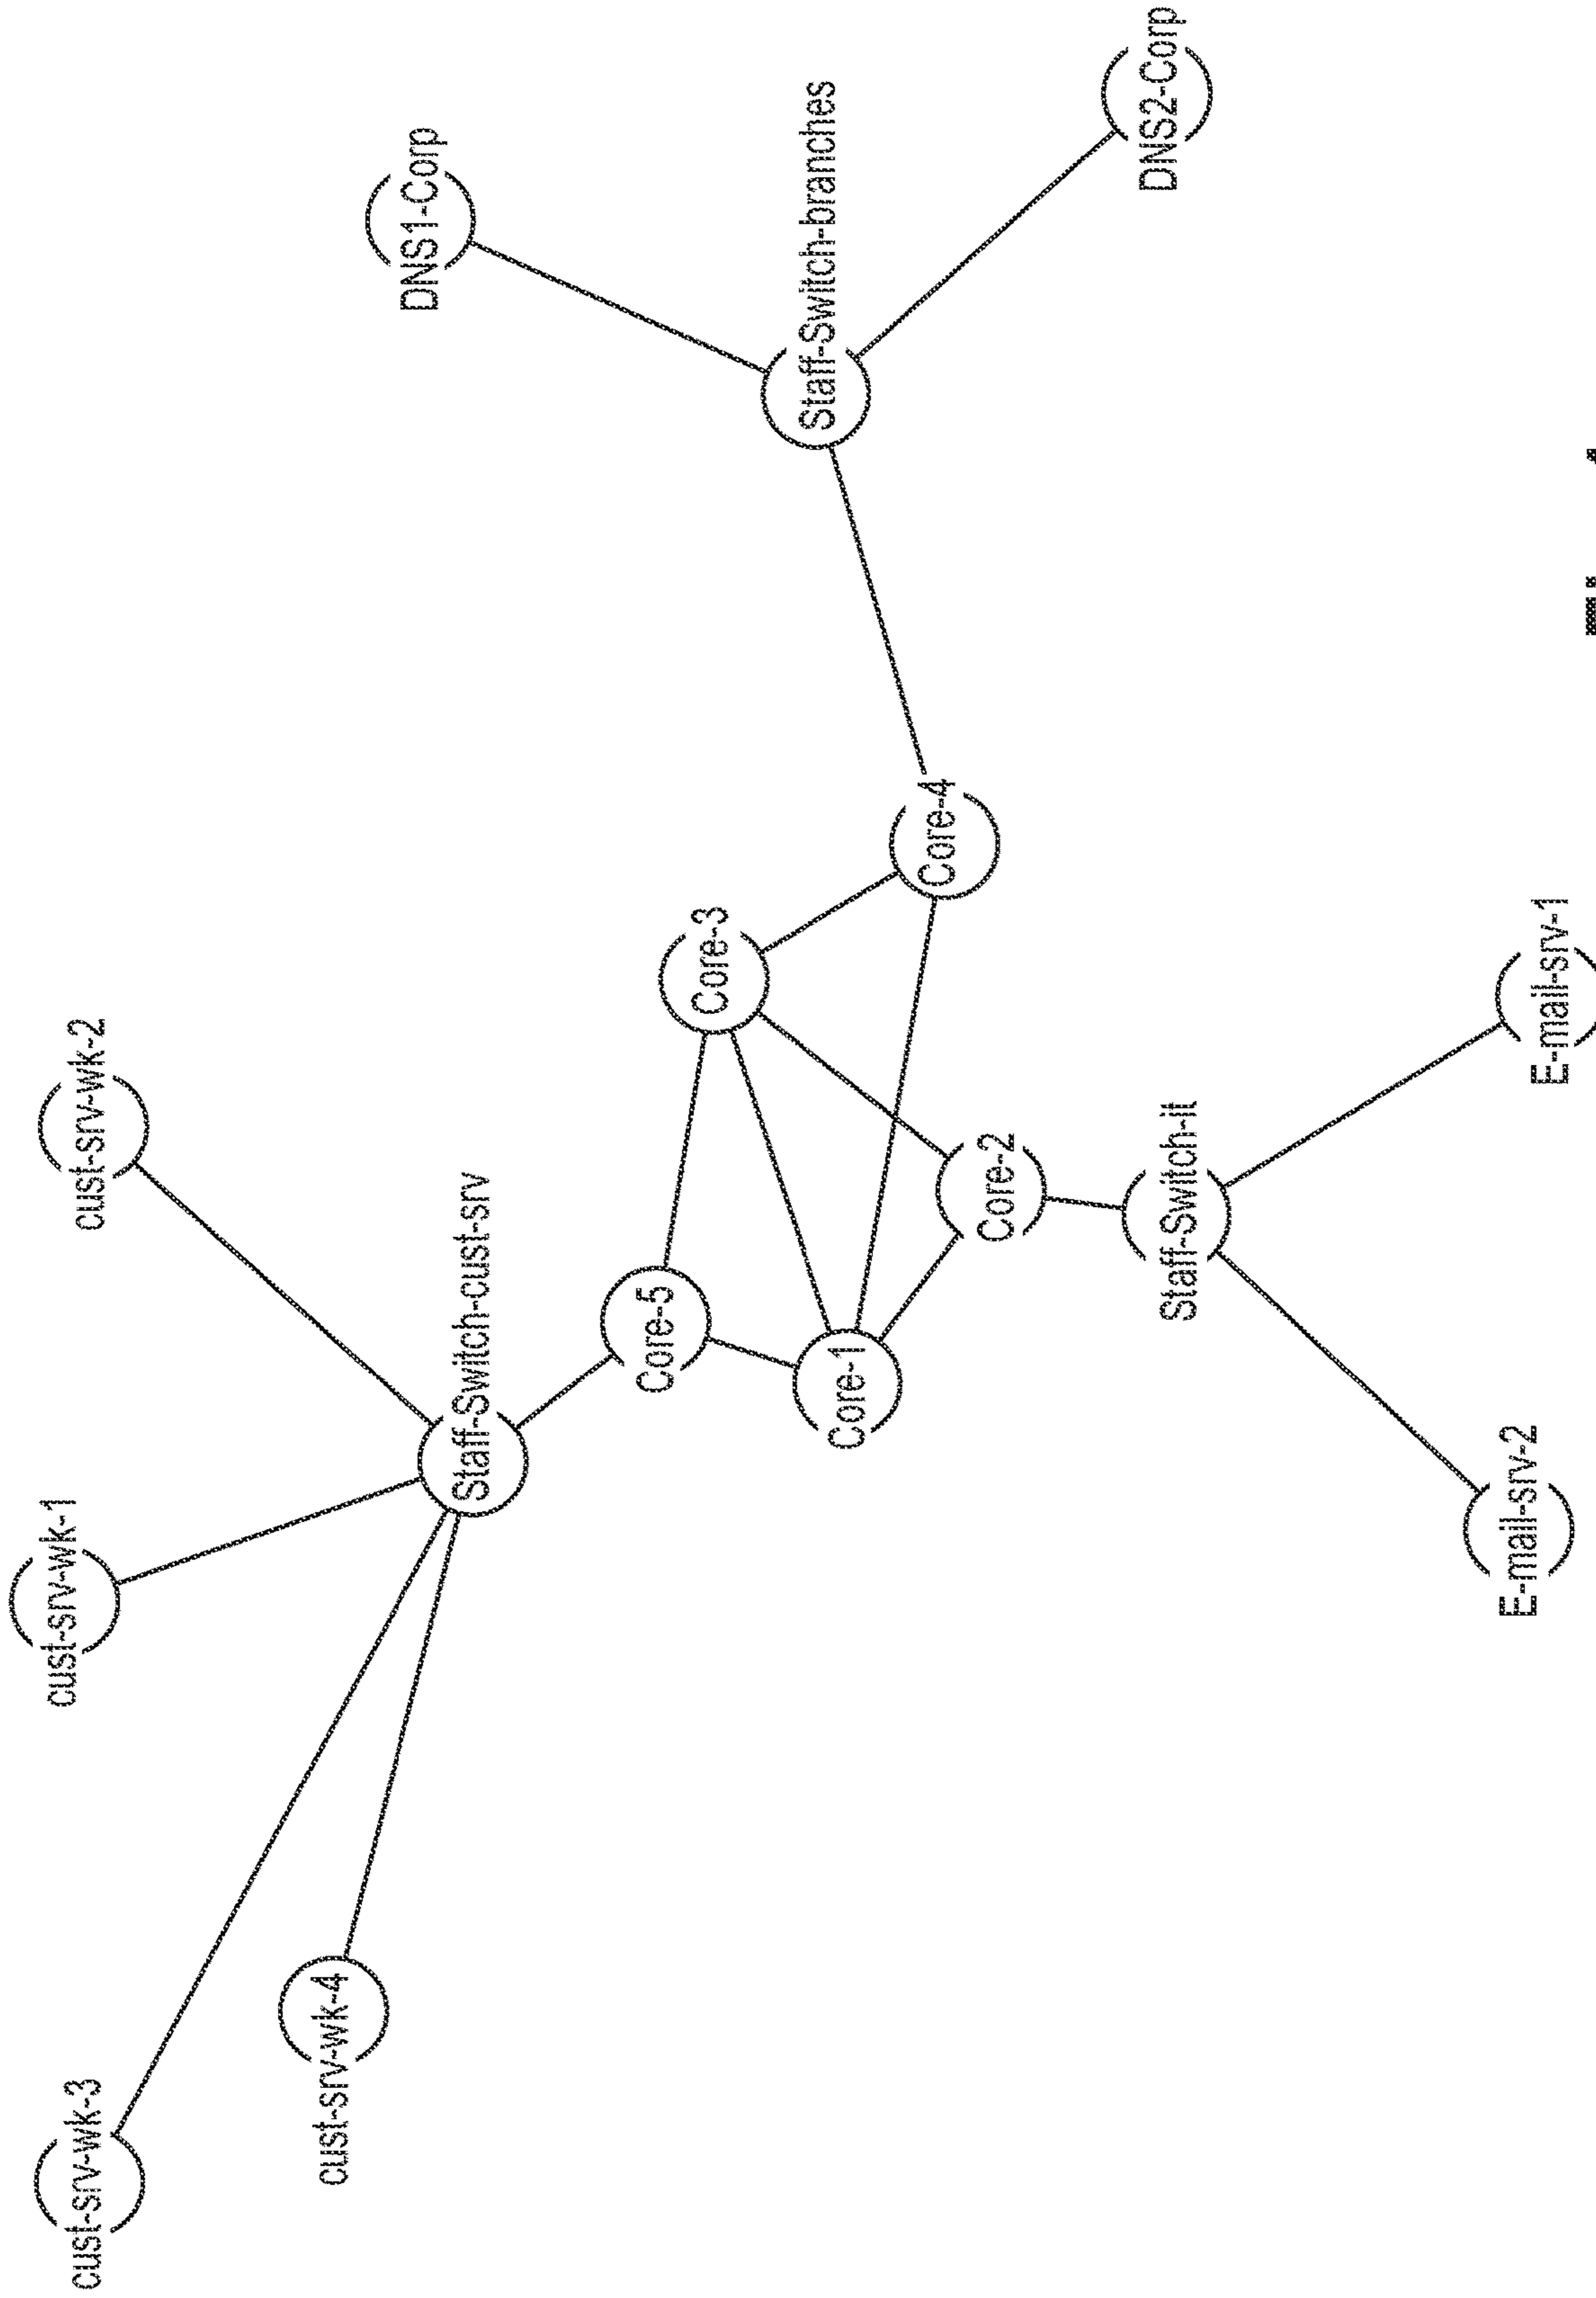 cust-srv-wk-3
cust-srv-wk-1
cust-srv-wk-2
cust-srv-wk-4
DNS1-Corp
Staff-Switch-cust-srv
Core-5
Core-3
Staff-Switch-branches
Core-1
Core-4
Core-2
DNS2-Corp
Staff-Switch-it
E-mail-srv-2
E-mail-srv-1